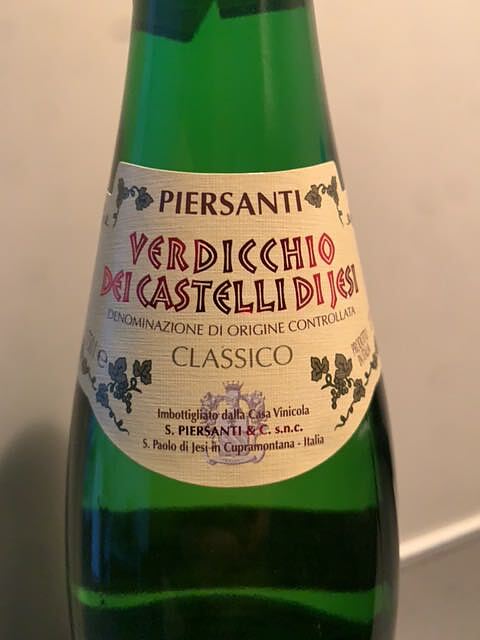 PIERSANTI
VERDICCHIO
DEI CASTELLI DI JESI
DENOMINAZIONE DI ORIGINE CONTROLLATA
CLASSICO
Imbottigliato dalla Casa Vinicola
S. PIERSANTI & C. s.n.c.
S. Paolo di Jesi in Cupramontana - Italia